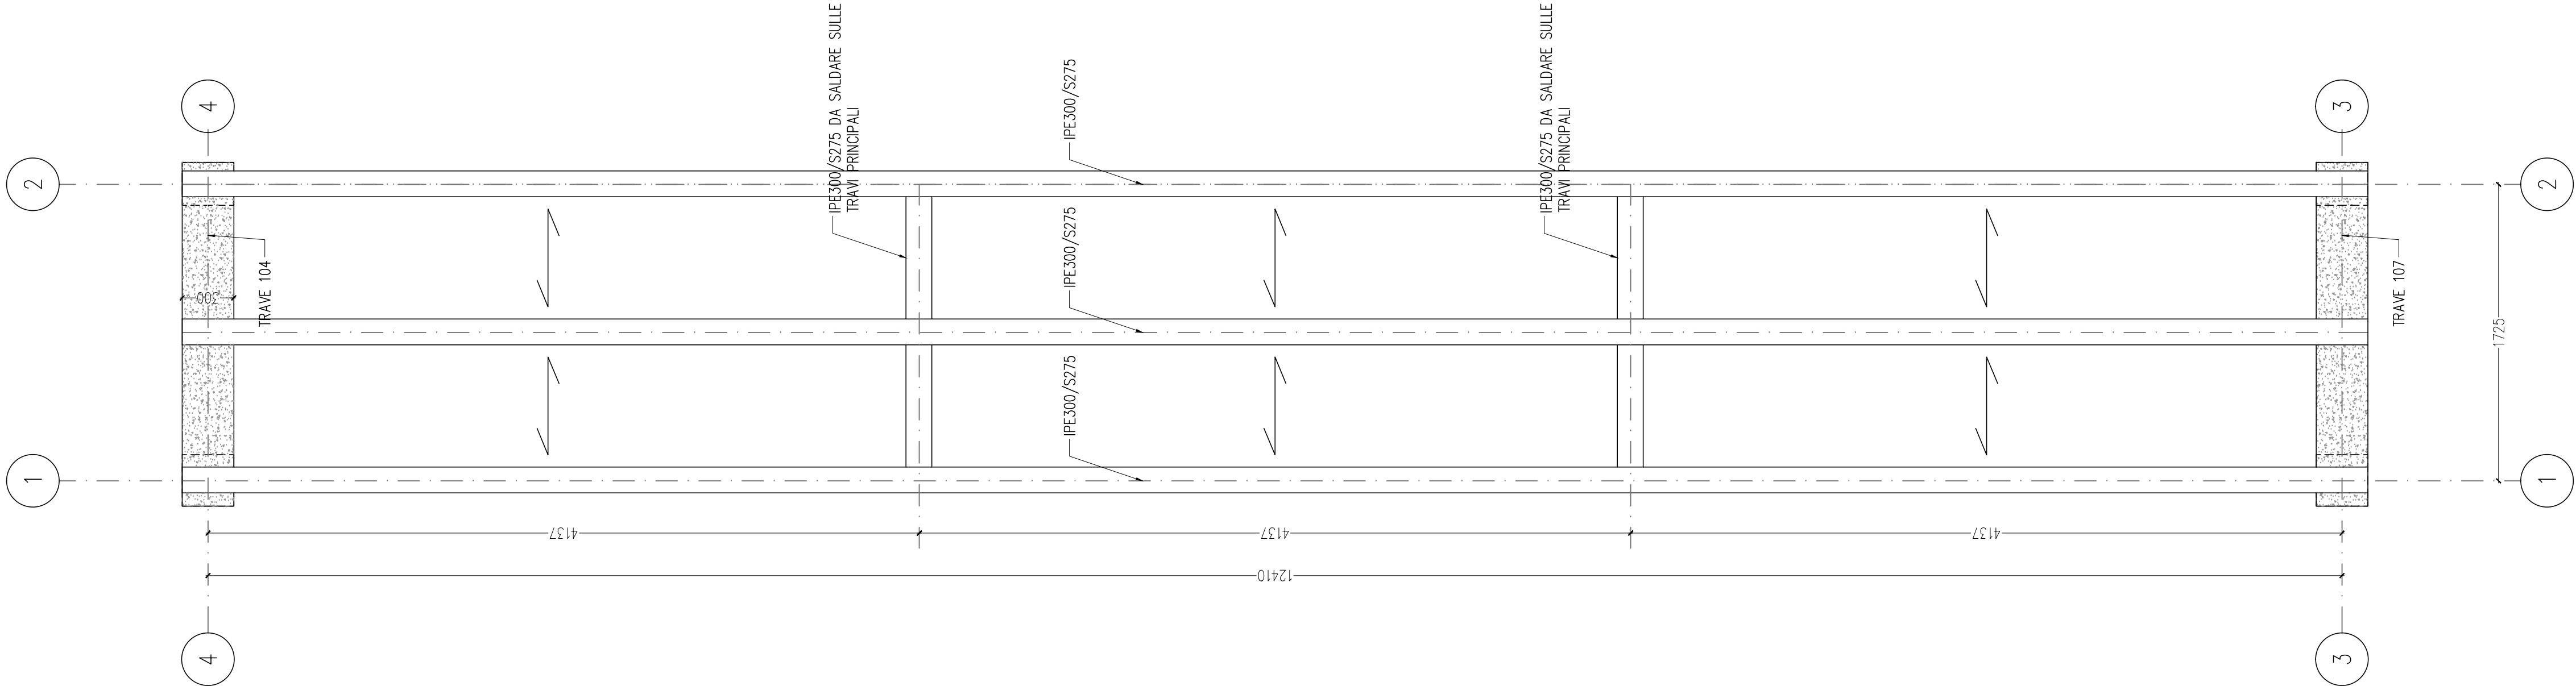 4
3
2
2
IPE300/S275 DA SALDARE SULLE
TRAVI PRINCIPALI
IPE300/S275
IPE300/S275 DA SALDARE SULLE
TRAVI PRINCIPALI
IPE300/S275
TRAVE 104
300
TRAVE 107
1725
IPE300/S275
1
1
4137
4137
4137
12410
4
3